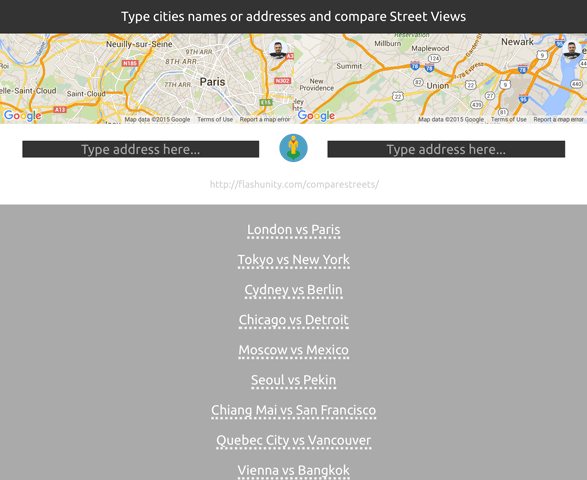 Type cities names or addresses and compare Street Views
Neuilly-sur-Seine
9TH ARR.
17TH ARR.
N185
Paris
8TH ARR.
N302
elle-Saint-Cloud
Saint-Cloud
7TH ARR.
E15
A13
Google
Map data ©2015 Google
Terms of Use
Report a map error
Reservation
Millburn
Maplewood
Newark
Summit
Union
New
Providence
Google
Map data ©2015 Google
Terms of Use
Report a map error
Type address here...
Type address here...
http://flashunity.com/comparestreets/
London vs Paris
Tokyo vs New York
Cydney vs Berlin
Chicago vs Detroit
Moscow vs Mexico
Seoul vs Pekin
Chiang Mai vs San Francisco
Quebec City vs Vancouver
Vienna vs Bangkok